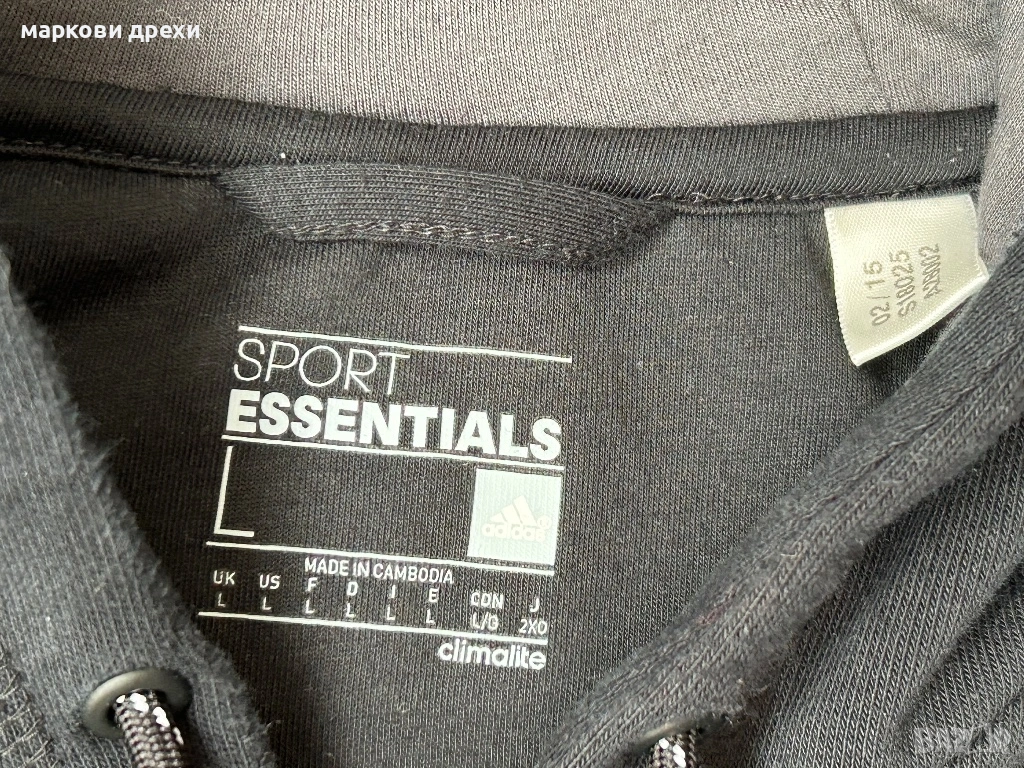 маркови дрехи
02/15
S18025
SPORT
ESSENTIALS
L
adidas
MADE IN CAMBODIA
UK US F D I E CDN J
L L L L L L L/G 2XO
climalite